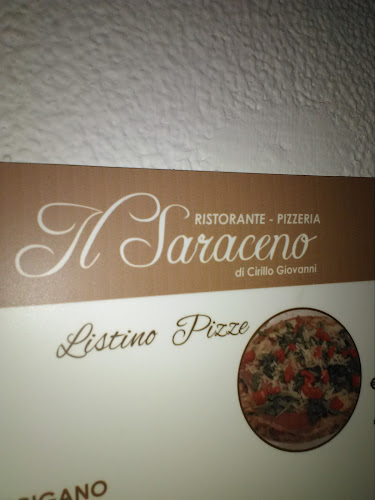 RISTORANTE - PIZZERIA
Il Saraceno
di Cirillo Giovanni
Listino Pizze
€